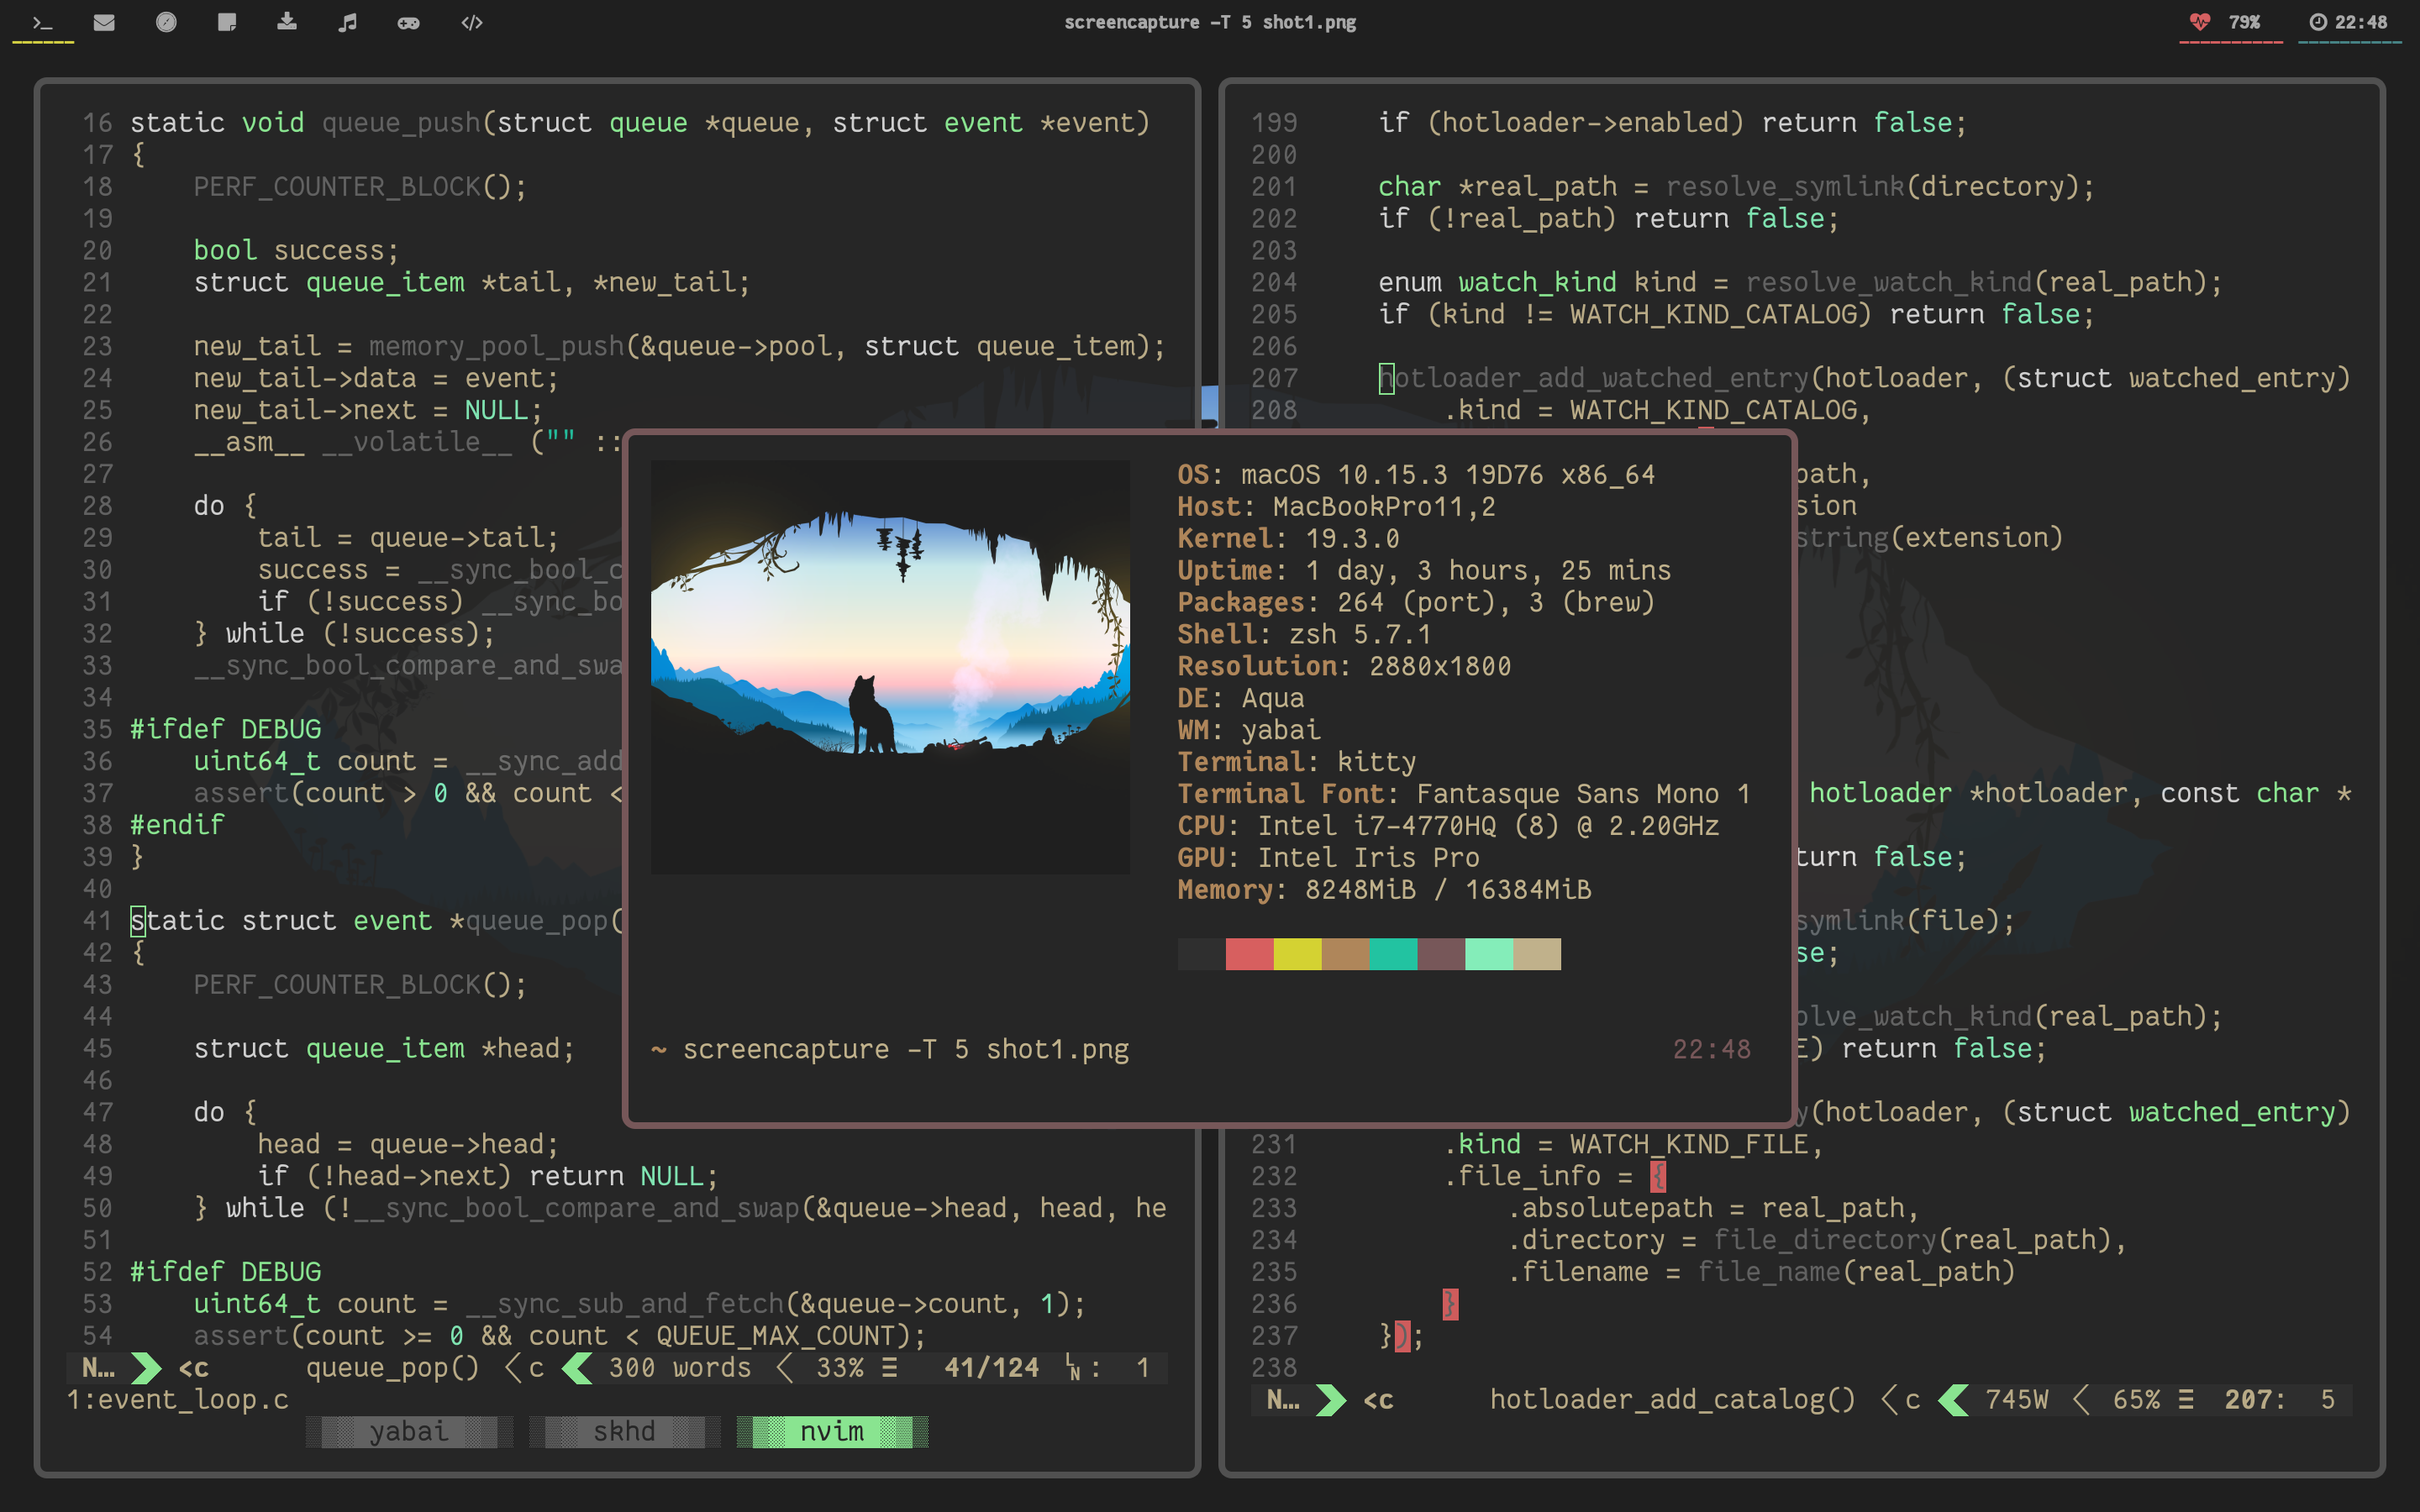 screencapture -T 5 shot1.png
79%
22:48
16 static void queue_push(struct queue *queue, struct event *event)
17 {
18     PERF_COUNTER_BLOCK();
19
20     bool success;
21     struct queue_item *tail, *new_tail;
22
23     new_tail = memory_pool_push(&queue->pool, struct queue_item);
24     new_tail->data = event;
25     new_tail->next = NULL;
26     __asm__ __volatile__ ("" ::
27
28     do {
29         tail = queue->tail;
30         success = __sync_bool_c
31         if (!success) __sync_bo
32     } while (!success);
33     __sync_bool_compare_and_swa
34
35 #ifdef DEBUG
36     uint64_t count = __sync_add
37     assert(count > 0 && count <
38 #endif
39 }
40
41 static struct event *queue_pop(
42 {
43     PERF_COUNTER_BLOCK();
44
45     struct queue_item *head;
46
47     do {
48         head = queue->head;
49         if (!head->next) return NULL;
50     } while (!__sync_bool_compare_and_swap(&queue->head, head, he
51
52 #ifdef DEBUG
53     uint64_t count = __sync_sub_and_fetch(&queue->count, 1);
54     assert(count >= 0 && count < QUEUE_MAX_COUNT);
N… <c queue_pop() c 300 words 33% ☰ 41/124 LN : 1
1:event_loop.c
yabai skhd nvim
OS: macOS 10.15.3 19D76 x86_64
Host: MacBookPro11,2
Kernel: 19.3.0
Uptime: 1 day, 3 hours, 25 mins
Packages: 264 (port), 3 (brew)
Shell: zsh 5.7.1
Resolution: 2880x1800
DE: Aqua
WM: yabai
Terminal: kitty
Terminal Font: Fantasque Sans Mono 1
CPU: Intel i7-4770HQ (8) @ 2.20GHz
GPU: Intel Iris Pro
Memory: 8248MiB / 16384MiB
~ screencapture -T 5 shot1.png 22:48
199     if (hotloader->enabled) return false;
200
201     char *real_path = resolve_symlink(directory);
202     if (!real_path) return false;
203
204     enum watch_kind kind = resolve_watch_kind(real_path);
205     if (kind != WATCH_KIND_CATALOG) return false;
206
207     hotloader_add_watched_entry(hotloader, (struct watched_entry)
208         .kind = WATCH_KIND_CATALOG,
path,
sion
string(extension)
hotloader *hotloader, const char *
turn false;
symlink(file);
se;
olve_watch_kind(real_path);
E) return false;
y(hotloader, (struct watched_entry)
231         .kind = WATCH_KIND_FILE,
232         .file_info = {
233             .absolutepath = real_path,
234             .directory = file_directory(real_path),
235             .filename = file_name(real_path)
236         }
237     });
238
N… <c hotloader_add_catalog() c 745W 65% ☰ 207: 5